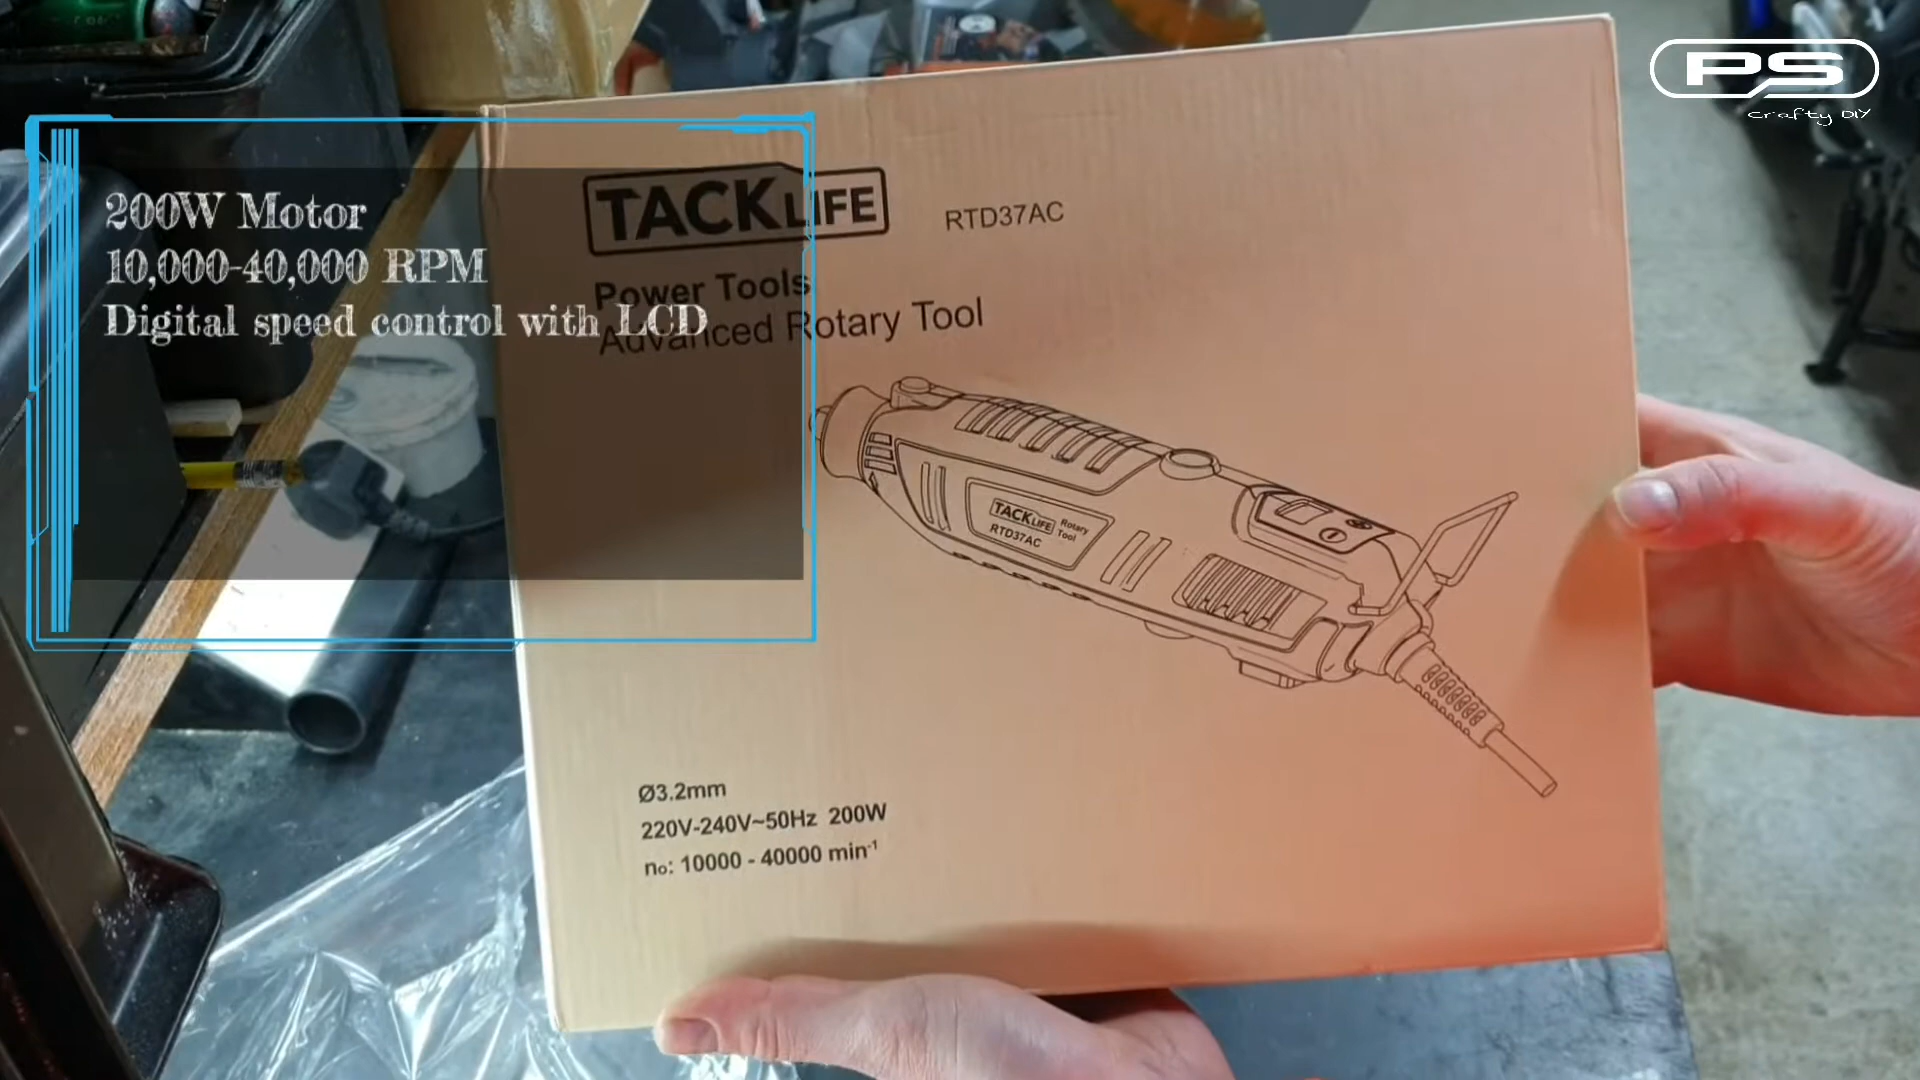 PS
crafty DIY
200W Motor
10,000-40,000 RPM
Digital speed control with LCD
TACKLIFE
RTD37AC
Power Tools
Advanced Rotary Tool
TACKLIFE Rotary Tool
RTD37AC
Ø3.2mm
220V-240V~50Hz 200W
no: 10000 - 40000 min-1